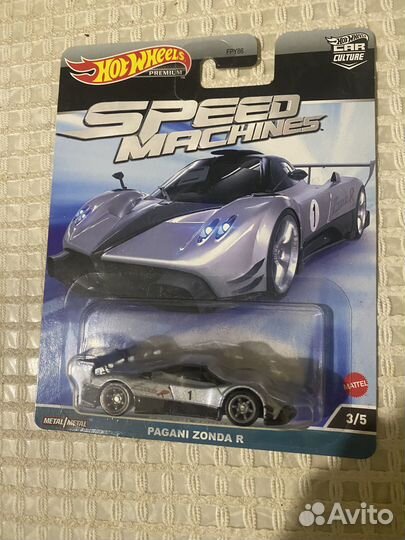 HOT WHEELS
PREMIUM
FPY86
HOT WHEELS
CAR
CULTURE
SPEED
MACHINES
1
1
MATTEL
METAL/METAL
3/5
PAGANI ZONDA R
Avito